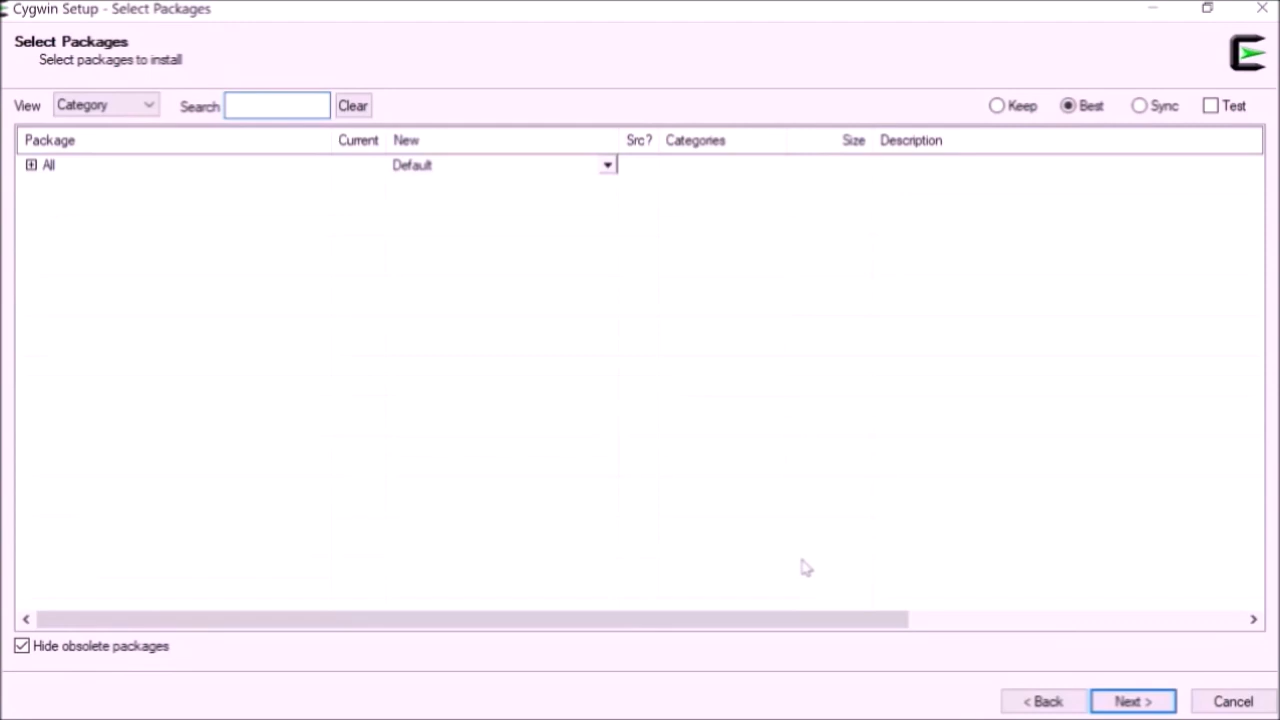 Cygwin Setup - Select Packages
Select Packages
Select packages to install
View Category Search Clear Keep Best Sync Test
Package Current New Src? Categories Size Description
All Default
Hide obsolete packages
< Back Next > Cancel